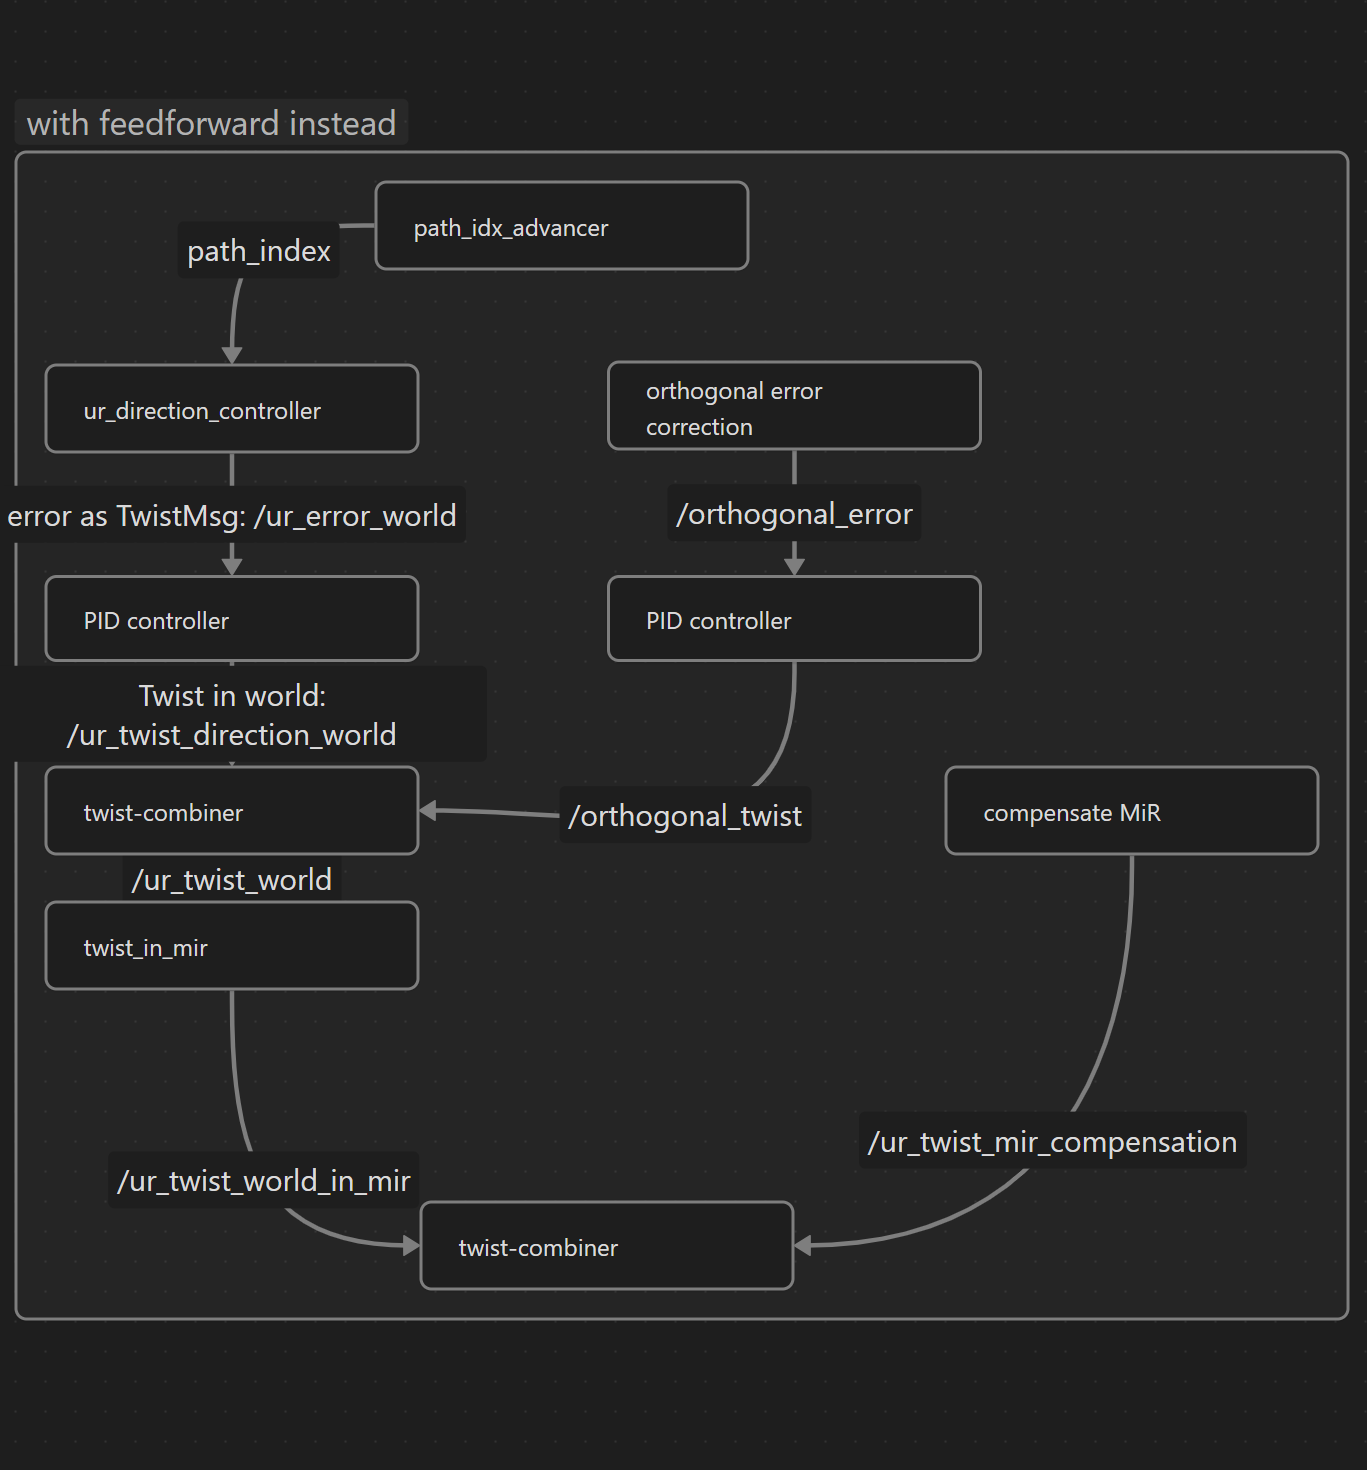 with feedforward instead
path_idx_advancer
path_index
ur_direction_controller
orthogonal error
correction
error as TwistMsg: /ur_error_world
/orthogonal_error
PID controller
PID controller
Twist in world:
/ur_twist_direction_world
twist-combiner
/orthogonal_twist
compensate MiR
/ur_twist_world
twist_in_mir
/ur_twist_mir_compensation
/ur_twist_world_in_mir
twist-combiner